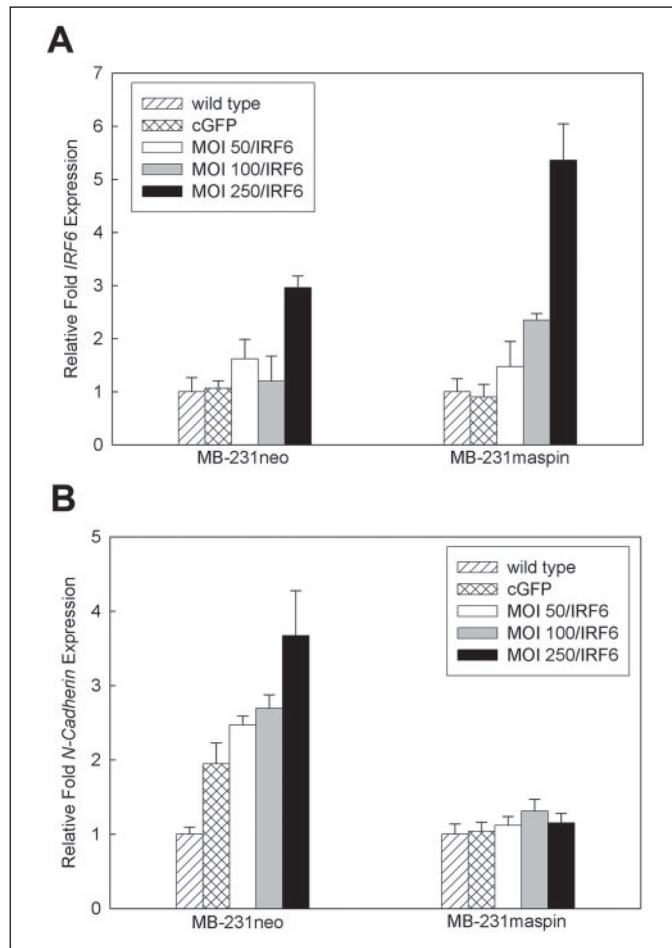 A
Relative Fold IRF6 Expression
7
6
5
4
3
2
1
0
wild type
cGFP
MOI 50/IRF6
MOI 100/IRF6
MOI 250/IRF6
MB-231neo
MB-231maspin
B
Relative Fold N-Cadherin Expression
5
4
3
2
1
0
wild type
cGFP
MOI 50/IRF6
MOI 100/IRF6
MOI 250/IRF6
MB-231neo
MB-231maspin